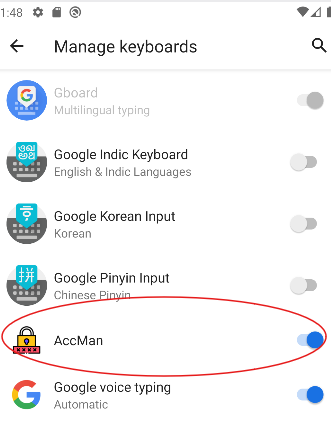 1:48
Manage keyboards
Gboard
Multilingual typing
Google Indic Keyboard
English & Indic Languages
Google Korean Input
Korean
Google Pinyin Input
Chinese Pinyin
AccMan
Google voice typing
Automatic